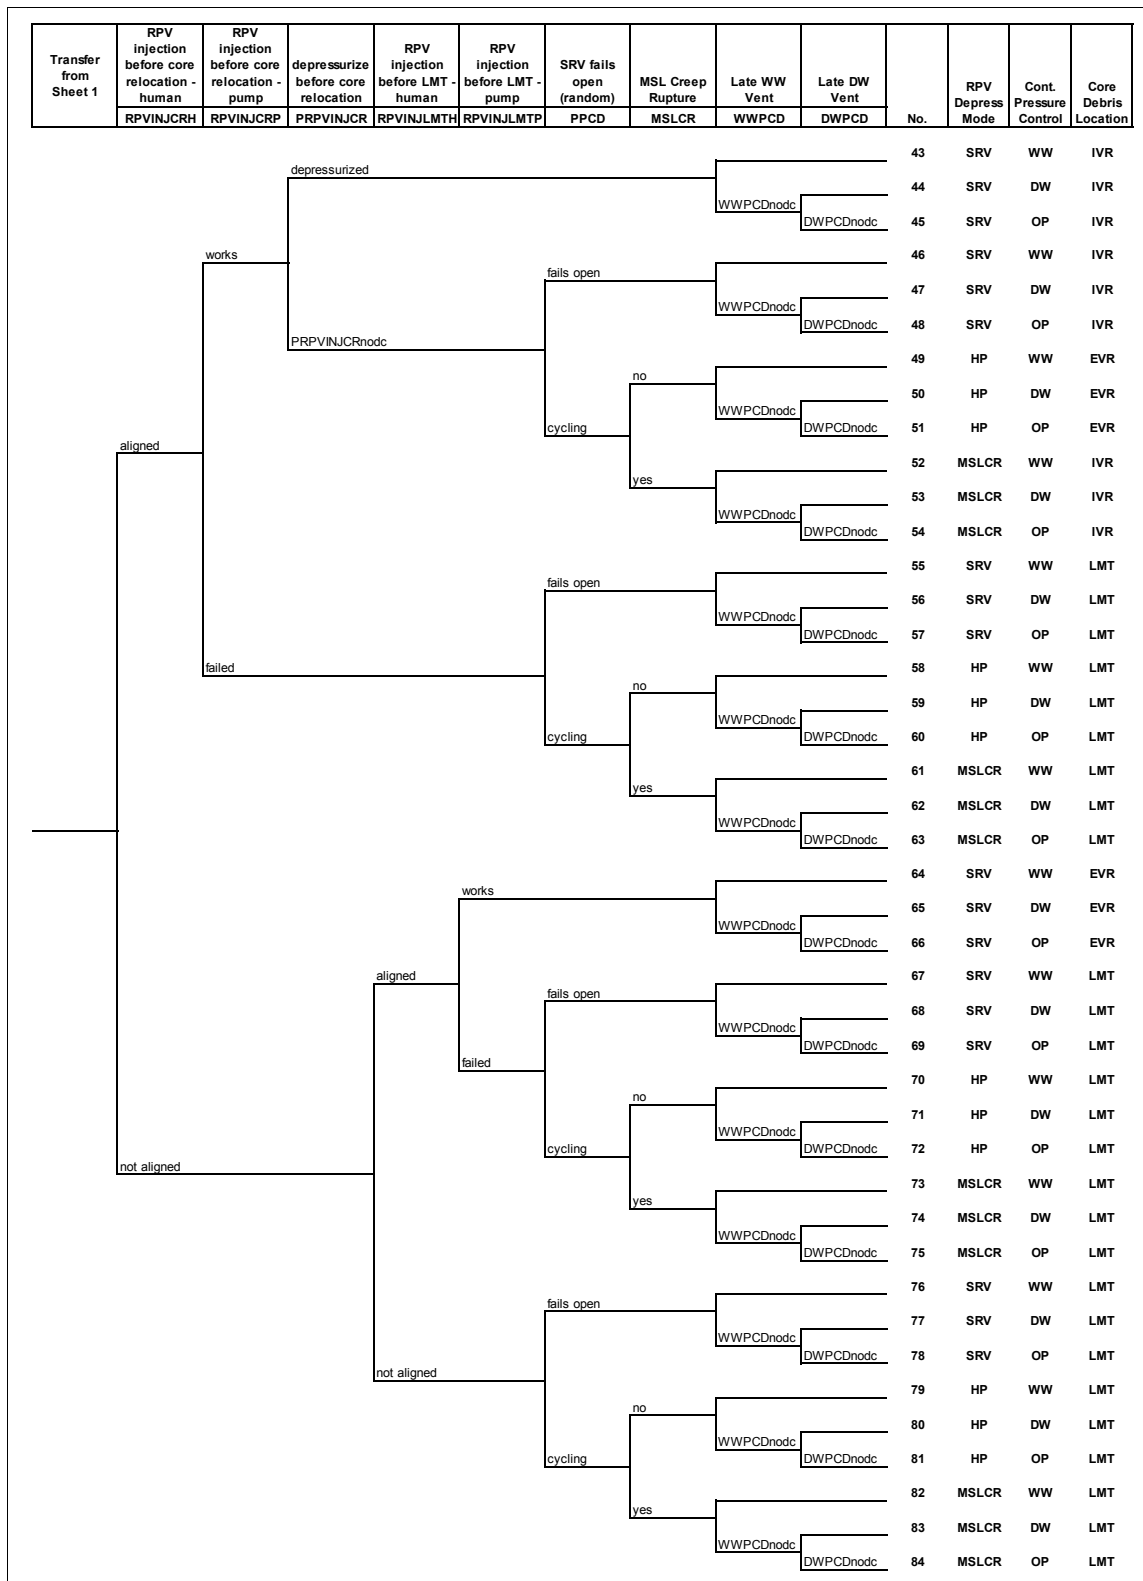 Transfer from Sheet 1
RPV injection before core relocation - human
RPV injection before core relocation - pump
depressurize before core relocation
RPV injection before LMT - human
RPV injection before LMT - pump
SRV fails open (random)
MSL Creep Rupture
Late WW Vent
Late DW Vent
RPV Depress Mode
Cont. Pressure Control
Core Debris Location
RPVINJCRH RPVINJCRP PRPVINJCR RPVINJLMTH RPVINJLMTP PPCD MSLCR WWPCD DWPCD No.
43 SRV WW IVR
depressurized
44 SRV DW IVR
WWPCDnodc
45 SRV OP IVR
DWPCDnodc
works
46 SRV WW IVR
fails open
47 SRV DW IVR
WWPCDnodc
48 SRV OP IVR
DWPCDnodc
PRPVINJCRnodc
49 HP WW EVR
no
50 HP DW EVR
WWPCDnodc
51 HP OP EVR
cycling DWPCDnodc
aligned
52 MSLCR WW IVR
yes
53 MSLCR DW IVR
WWPCDnodc
54 MSLCR OP IVR
DWPCDnodc
55 SRV WW LMT
fails open
56 SRV DW LMT
WWPCDnodc
57 SRV OP LMT
DWPCDnodc
failed
58 HP WW LMT
no
59 HP DW LMT
WWPCDnodc
60 HP OP LMT
cycling DWPCDnodc
61 MSLCR WW LMT
yes
62 MSLCR DW LMT
WWPCDnodc
63 MSLCR OP LMT
DWPCDnodc
64 SRV WW EVR
works
65 SRV DW EVR
WWPCDnodc
66 SRV OP EVR
DWPCDnodc
aligned
67 SRV WW LMT
fails open
68 SRV DW LMT
WWPCDnodc
69 SRV OP LMT
DWPCDnodc
failed
70 HP WW LMT
no
71 HP DW LMT
WWPCDnodc
72 HP OP LMT
cycling DWPCDnodc
not aligned
73 MSLCR WW LMT
yes
74 MSLCR DW LMT
WWPCDnodc
75 MSLCR OP LMT
DWPCDnodc
76 SRV WW LMT
fails open
77 SRV DW LMT
WWPCDnodc
78 SRV OP LMT
DWPCDnodc
not aligned
79 HP WW LMT
no
80 HP DW LMT
WWPCDnodc
81 HP OP LMT
cycling DWPCDnodc
82 MSLCR WW LMT
yes
83 MSLCR DW LMT
WWPCDnodc
84 MSLCR OP LMT
DWPCDnodc